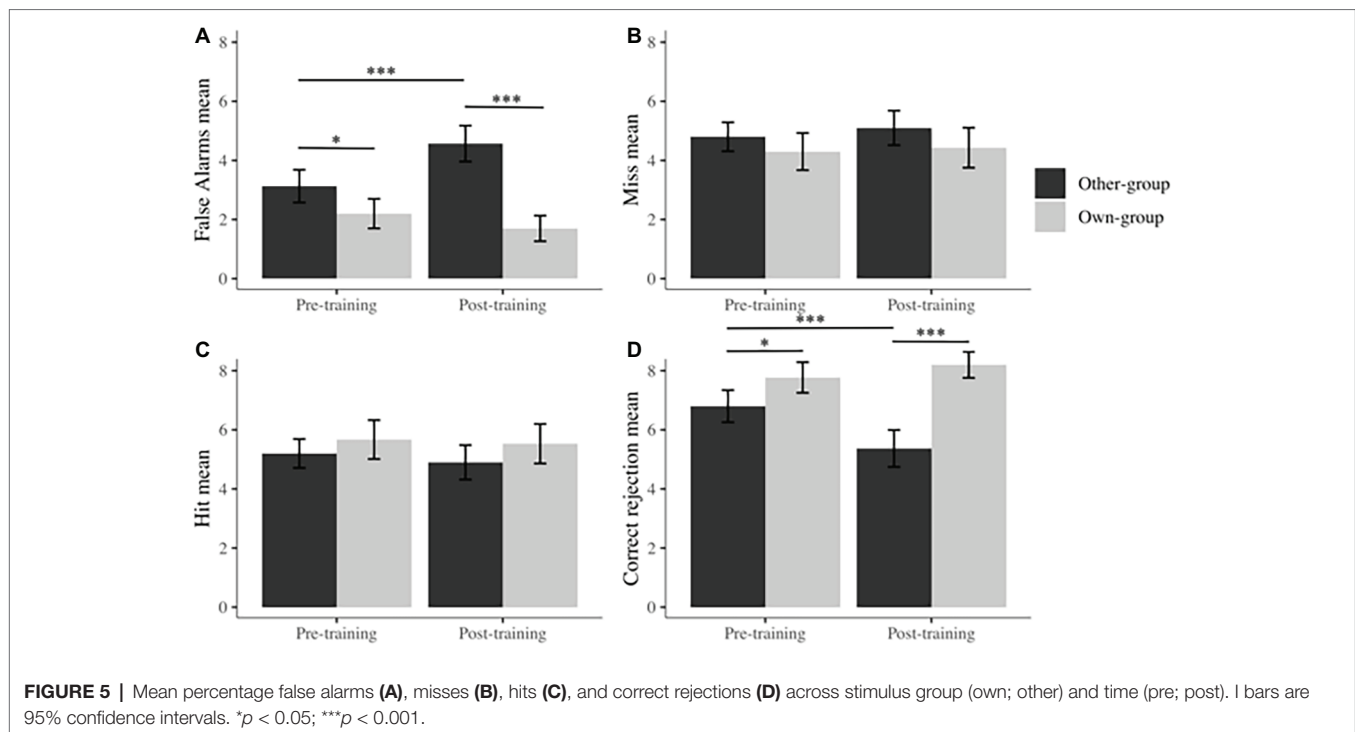 A
False Alarms mean
8
6
4
2
0
***
***
*
Pre-training
Post-training
B
Miss mean
8
6
4
2
0
Pre-training
Post-training
Other-group
Own-group
C
Hit mean
8
6
4
2
0
Pre-training
Post-training
D
Correct rejection mean
8
6
4
2
0
***
***
*
Pre-training
Post-training
FIGURE 5 | Mean percentage false alarms (A), misses (B), hits (C), and correct rejections (D) across stimulus group (own; other) and time (pre; post). I bars are
95% confidence intervals. *p < 0.05; ***p < 0.001.